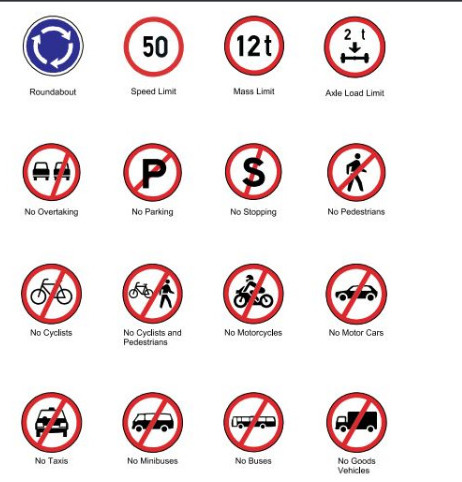 50
12t
2 t
Roundabout
Speed Limit
Mass Limit
Axle Load Limit
P
S
No Overtaking
No Parking
No Stopping
No Pedestrians
No Cyclists
No Cyclists and
Pedestrians
No Motorcycles
No Motor Cars
No Taxis
No Minibuses
No Buses
No Goods
Vehicles